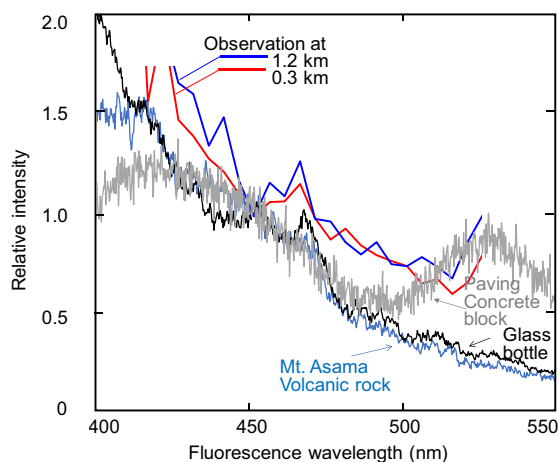 2.0
Observation at
1.2 km
0.3 km
1.5
Relative intensity
1.0
Paving
Concrete
block
0.5
Glass
bottle
Mt. Asama
Volcanic rock
0
400
450
500
550
Fluorescence wavelength (nm)